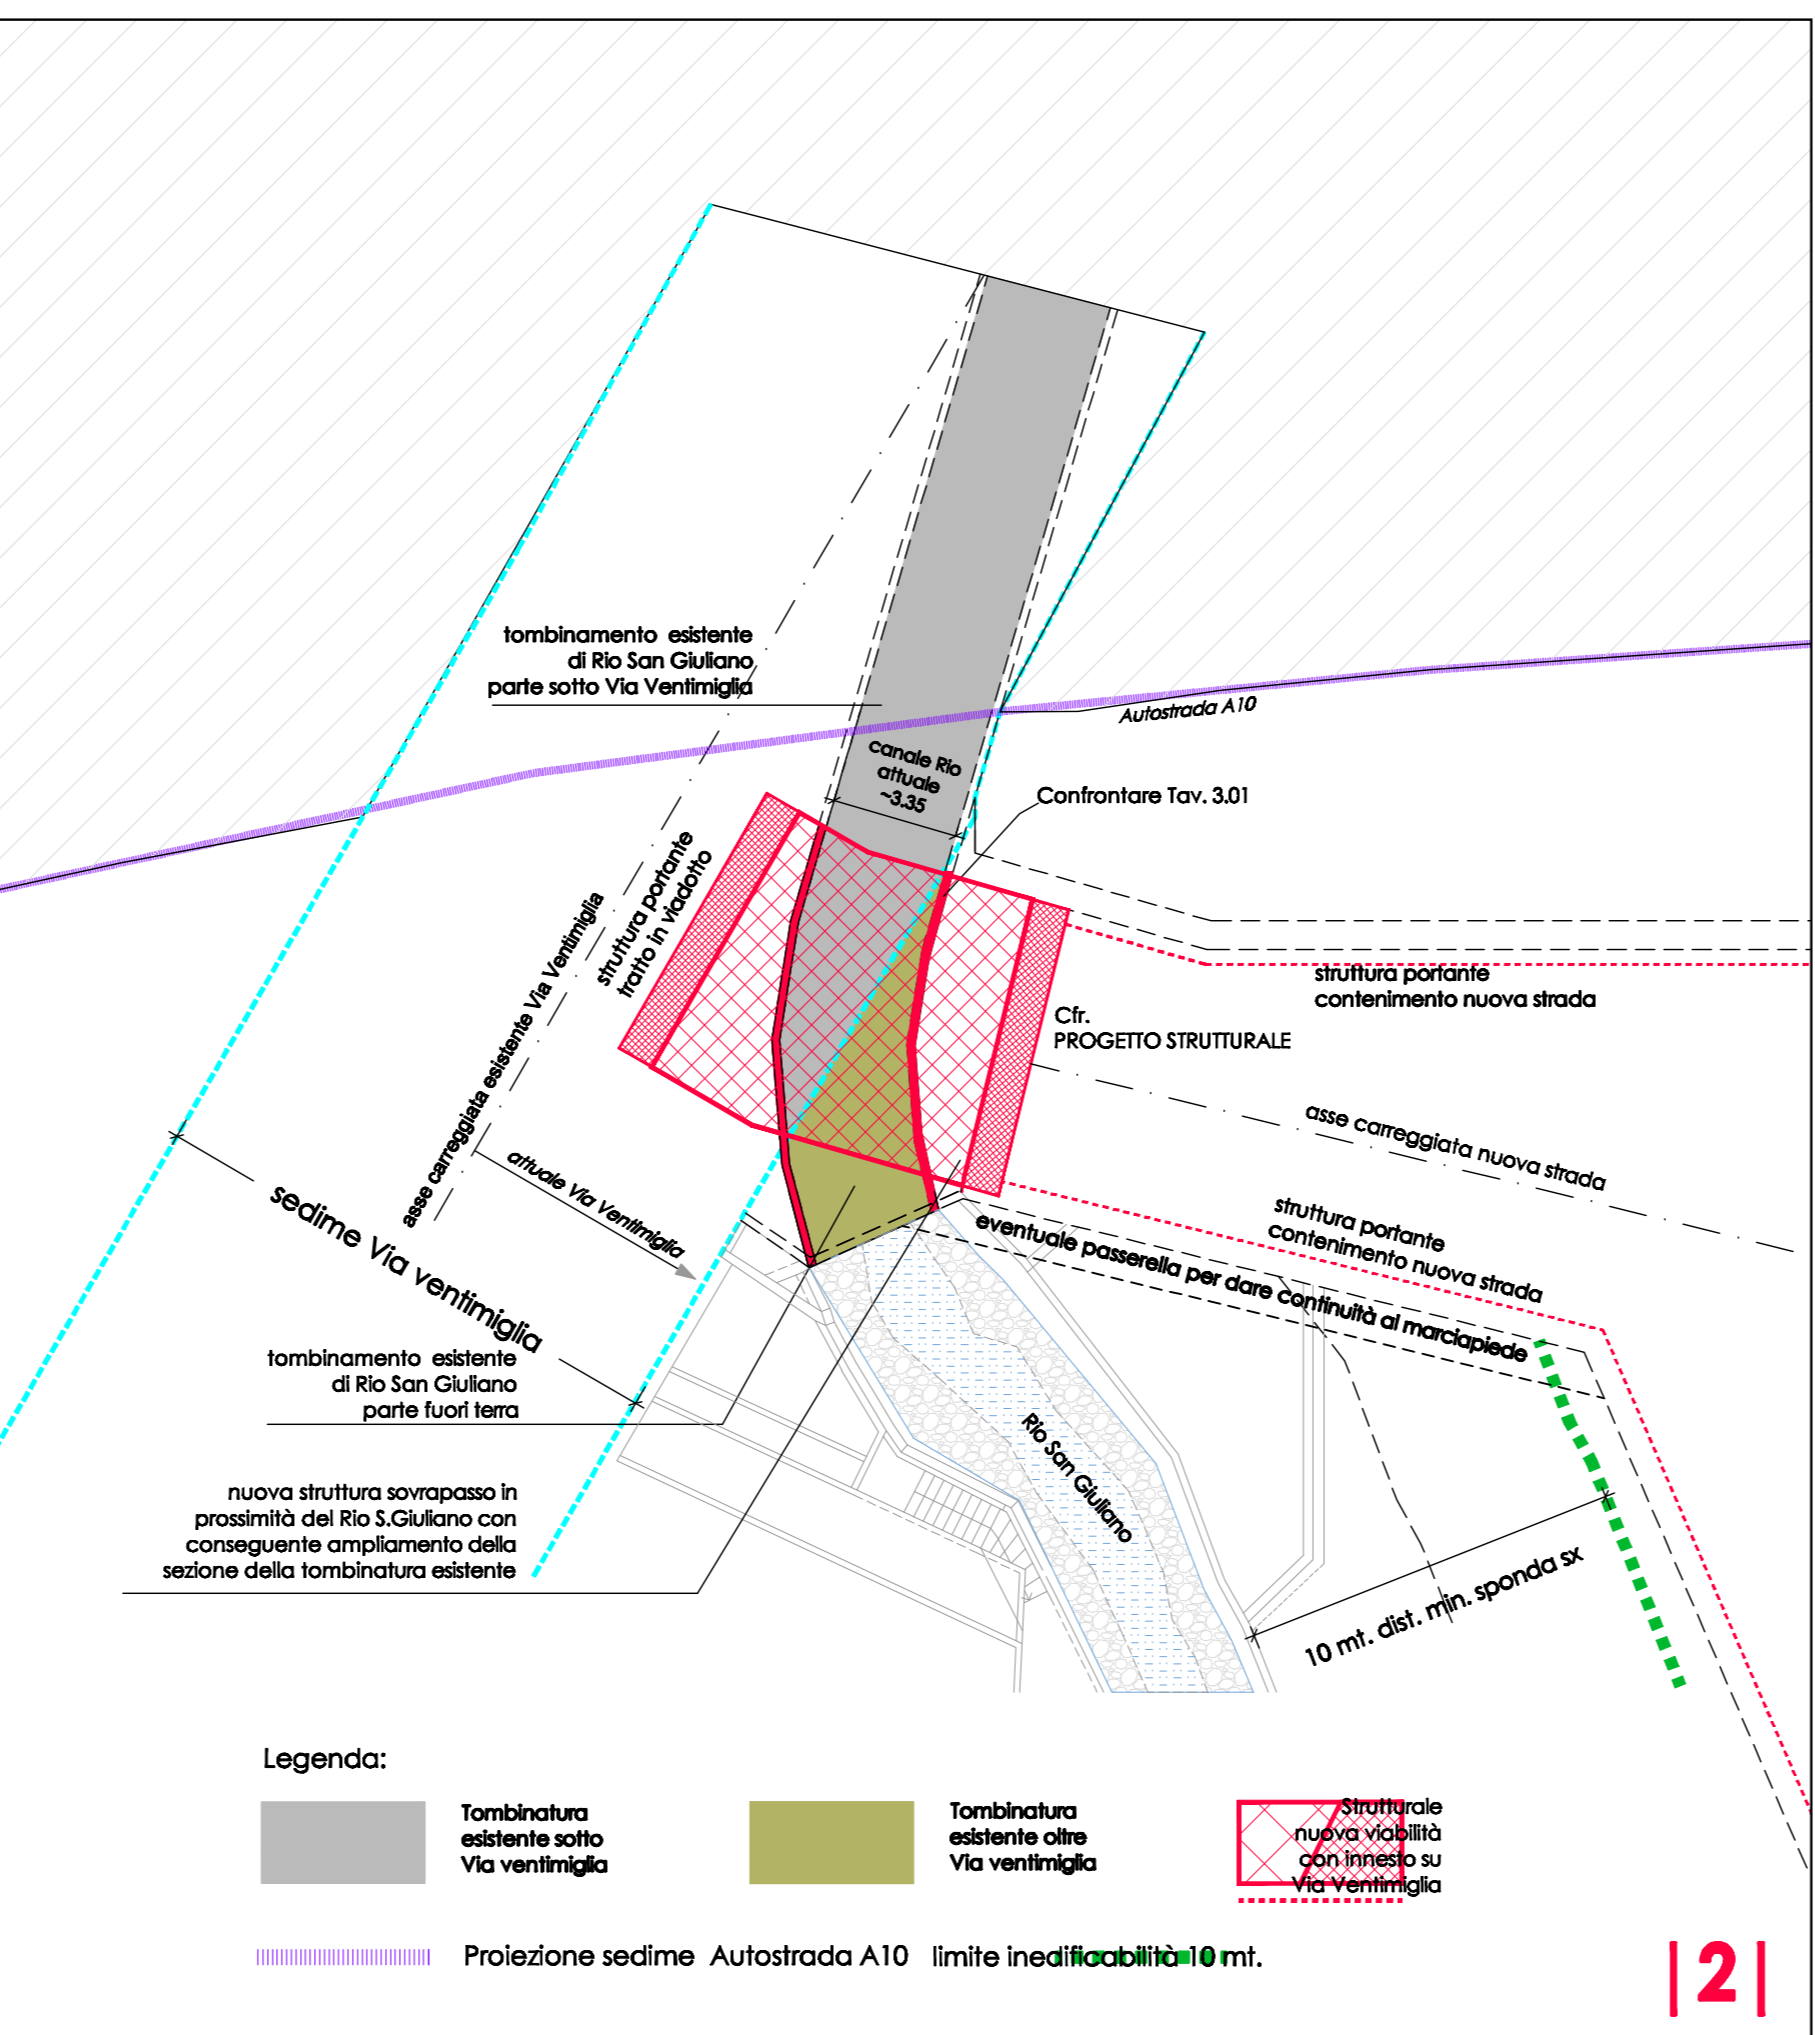 tombinamento esistente
di Rio San Giuliano
parte sotto Via Ventimiglia
Autostrada A10
canale Rio
attuale
~3.35
Confrontare Tav. 3.01
struttura portante
tratto in viadotto
asse carreggiata esistente Via Ventimiglia
struttura portante
contenimento nuova strada
Cfr.
PROGETTO STRUTTURALE
asse carreggiata nuova strada
attuale Via Ventimiglia
sedime Via ventimiglia
struttura portante
contenimento nuova strada
eventuale passerella per dare continuità al marciapiede
tombinamento esistente
di Rio San Giuliano
parte fuori terra
Rio San Giuliano
nuova struttura sovrapasso in
prossimità del Rio S.Giuliano con
conseguente ampliamento della
sezione della tombinatura esistente
10 mt. dist. min. sponda sx
Legenda:
Tombinatura
esistente sotto
Via ventimiglia
Tombinatura
esistente oltre
Via ventimiglia
Strutturale
nuova viabilità
con innesto su
Via Ventimiglia
Proiezione sedime Autostrada A10
limite inedificabilità 10 mt.
|2|